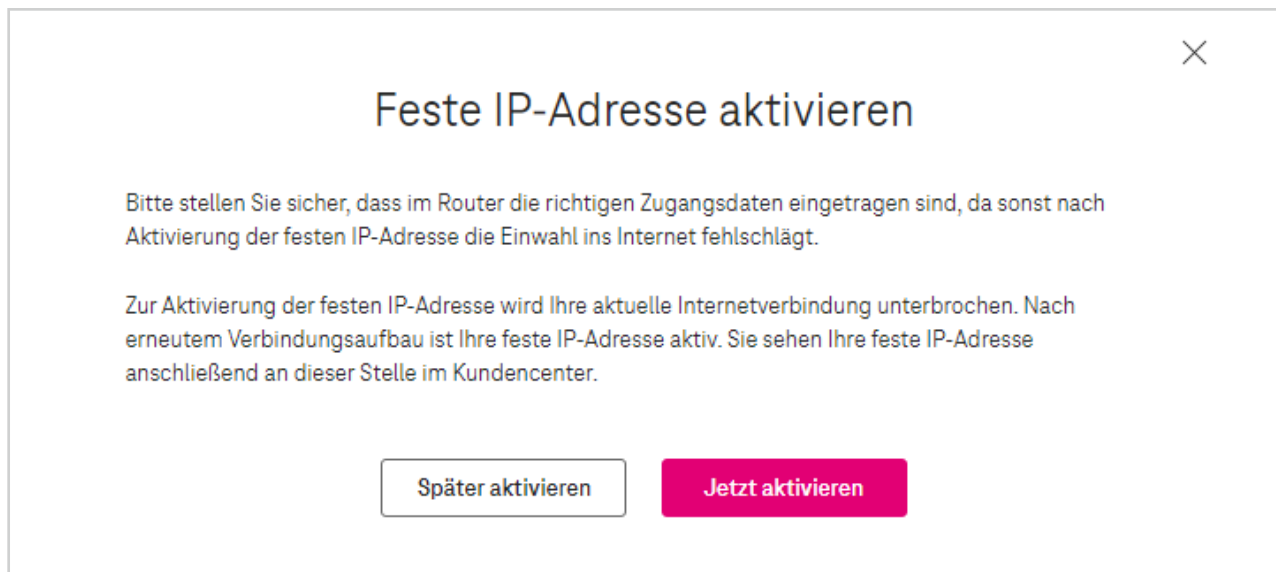 Feste IP-Adresse aktivieren
Bitte stellen Sie sicher, dass im Router die richtigen Zugangsdaten eingetragen sind, da sonst nach
Aktivierung der festen IP-Adresse die Einwahl ins Internet fehlschlägt.
Zur Aktivierung der festen IP-Adresse wird Ihre aktuelle Internetverbindung unterbrochen. Nach
erneutem Verbindungsaufbau ist Ihre feste IP-Adresse aktiv. Sie sehen Ihre feste IP-Adresse
anschließend an dieser Stelle im Kundencenter.
Später aktivieren
Jetzt aktivieren